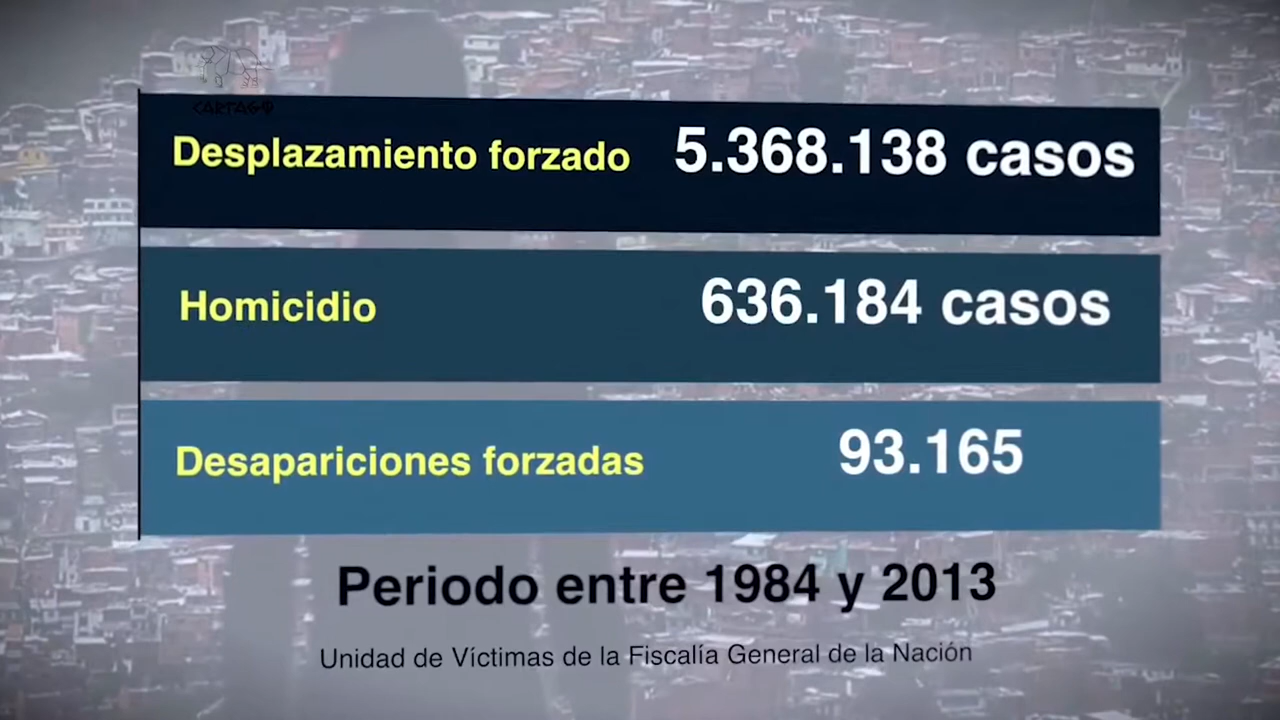 CARTAGO
Desplazamiento forzado 5.368.138 casos
Homicidio 636.184 casos
Desapariciones forzadas 93.165
Periodo entre 1984 y 2013
Unidad de Víctimas de la Fiscalía General de la Nación